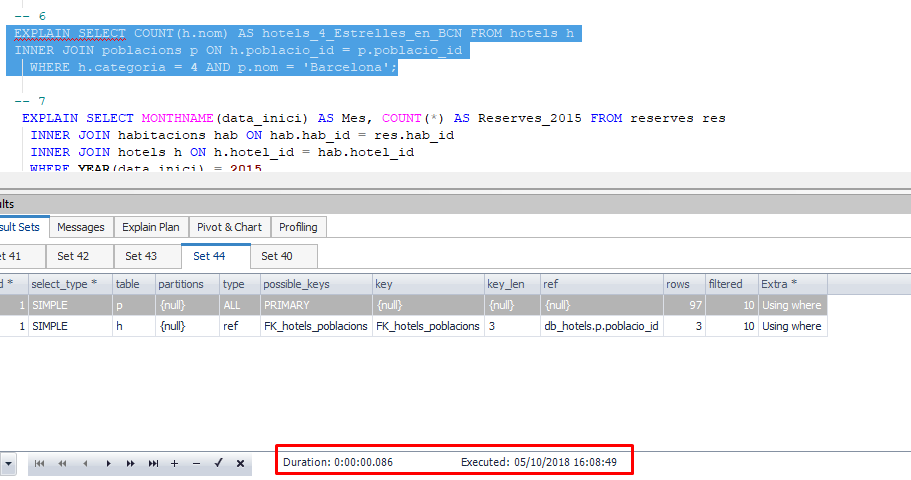 -- 6
EXPLAIN SELECT COUNT(h.nom) AS hotels_4_Estrelles_en_BCN FROM hotels h
INNER JOIN poblacions p ON h.poblacio_id = p.poblacio_id
WHERE h.categoria = 4 AND p.nom = 'Barcelona';
-- 7
EXPLAIN SELECT MONTHNAME(data_inici) AS Mes, COUNT(*) AS Reserves_2015 FROM reserves res
INNER JOIN habitacions hab ON hab.hab_id = res.hab_id
INNER JOIN hotels h ON h.hotel_id = hab.hotel_id
WHERE YEAR(data_inici) = 2015
ults
sult Sets Messages Explain Plan Pivot & Chart Profiling
et 41 Set 42 Set 43 Set 44 Set 40
d * select_type * table partitions type possible_keys key key_len ref rows filtered Extra *
1 SIMPLE p {null} ALL PRIMARY {null} {null} {null} 97 10 Using where
1 SIMPLE h {null} ref FK_hotels_poblacions FK_hotels_poblacions 3 db_hotels.p.poblacio_id 3 10 Using where
Duration: 0:00:00.086 Executed: 05/10/2018 16:08:49